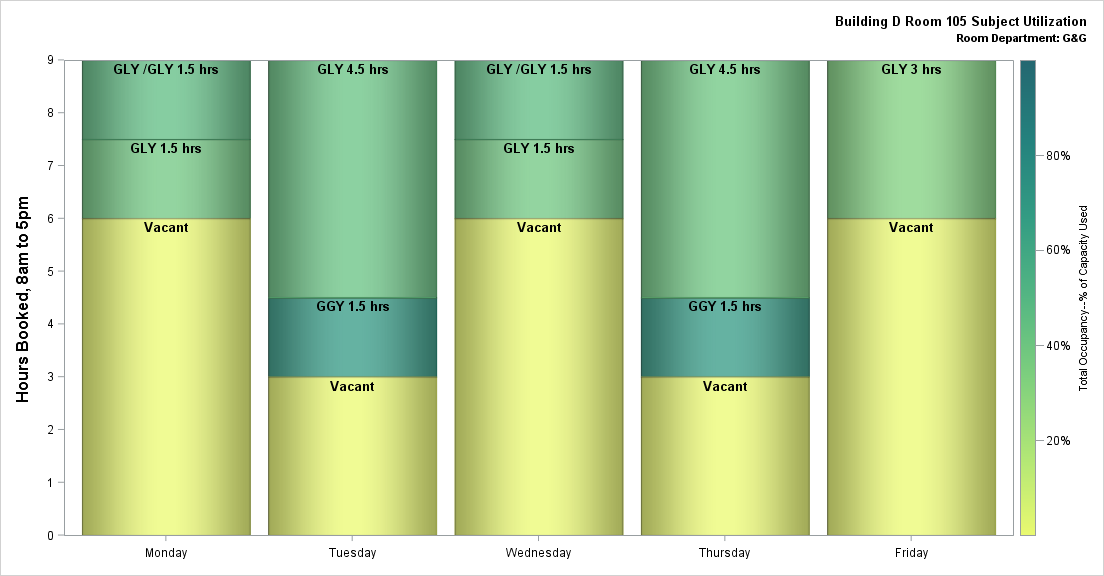 Building D Room 105 Subject Utilization
Room Department: G&G
Hours Booked, 8am to 5pm
9
8
7
6
5
4
3
2
1
0
GLY /GLY 1.5 hrs
GLY 1.5 hrs
Vacant
GLY 4.5 hrs
GGY 1.5 hrs
Vacant
GLY /GLY 1.5 hrs
GLY 1.5 hrs
Vacant
GLY 4.5 hrs
GGY 1.5 hrs
Vacant
GLY 3 hrs
Vacant
Monday
Tuesday
Wednesday
Thursday
Friday
80%
60%
40%
20%
Total Occupancy--% of Capacity Used